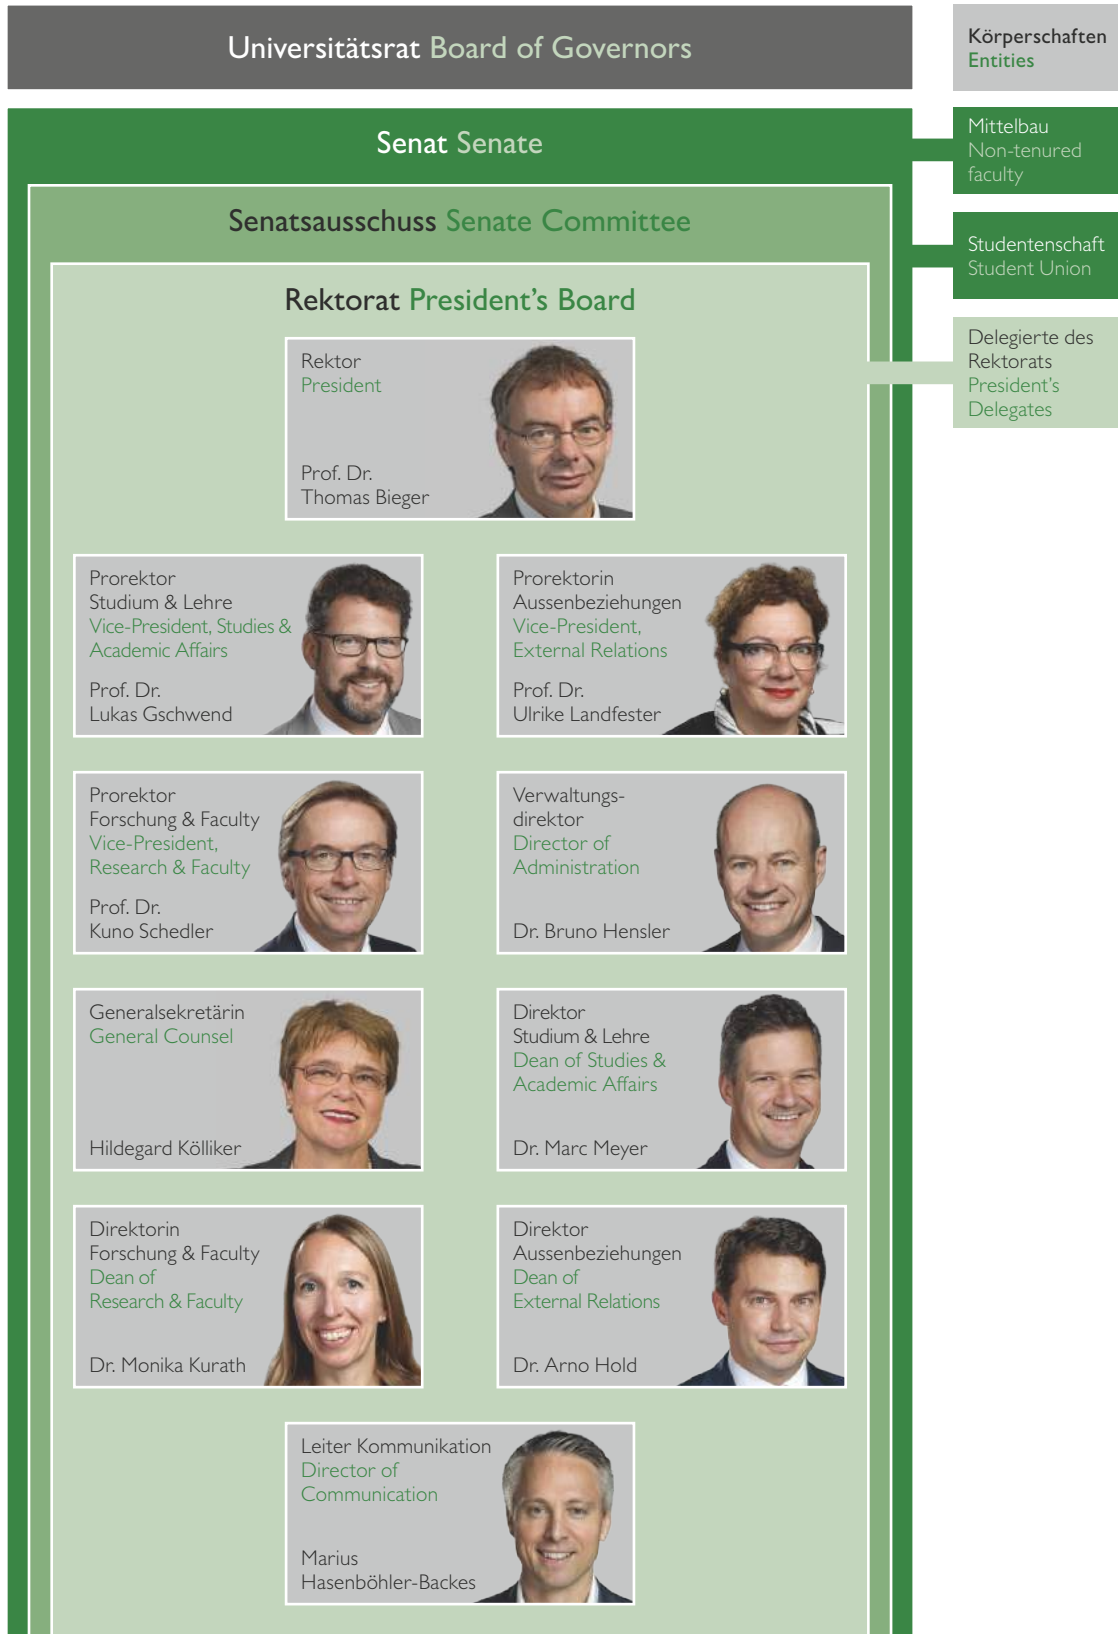 Universitätsrat Board of Governors
Körperschaften
Entities
Senat Senate
Mittelbau
Non-tenured
faculty
Senatsausschuss Senate Committee
Studentenschaft
Student Union
Rektorat President’s Board
Delegierte des
Rektorats
President’s
Delegates
Rektor
President
Prof. Dr.
Thomas Bieger
Prorektor
Studium & Lehre
Vice-President, Studies &
Academic Affairs
Prof. Dr.
Lukas Gschwend
Prorektorin
Aussenbeziehungen
Vice-President,
External Relations
Prof. Dr.
Ulrike Landfester
Prorektor
Forschung & Faculty
Vice-President,
Research & Faculty
Prof. Dr.
Kuno Schedler
Verwaltungs-
direktor
Director of
Administration
Dr. Bruno Hensler
Generalsekretärin
General Counsel
Hildegard Kölliker
Direktor
Studium & Lehre
Dean of Studies &
Academic Affairs
Dr. Marc Meyer
Direktorin
Forschung & Faculty
Dean of
Research & Faculty
Dr. Monika Kurath
Direktor
Aussenbeziehungen
Dean of
External Relations
Dr. Arno Hold
Leiter Kommunikation
Director of
Communication
Marius
Hasenböhler-Backes